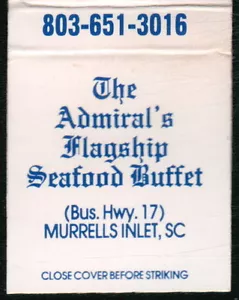 803-651-3016
The
Admiral's
Flagship
Seafood Buffet
(Bus. Hwy. 17)
MURRELLS INLET, SC
CLOSE COVER BEFORE STRIKING